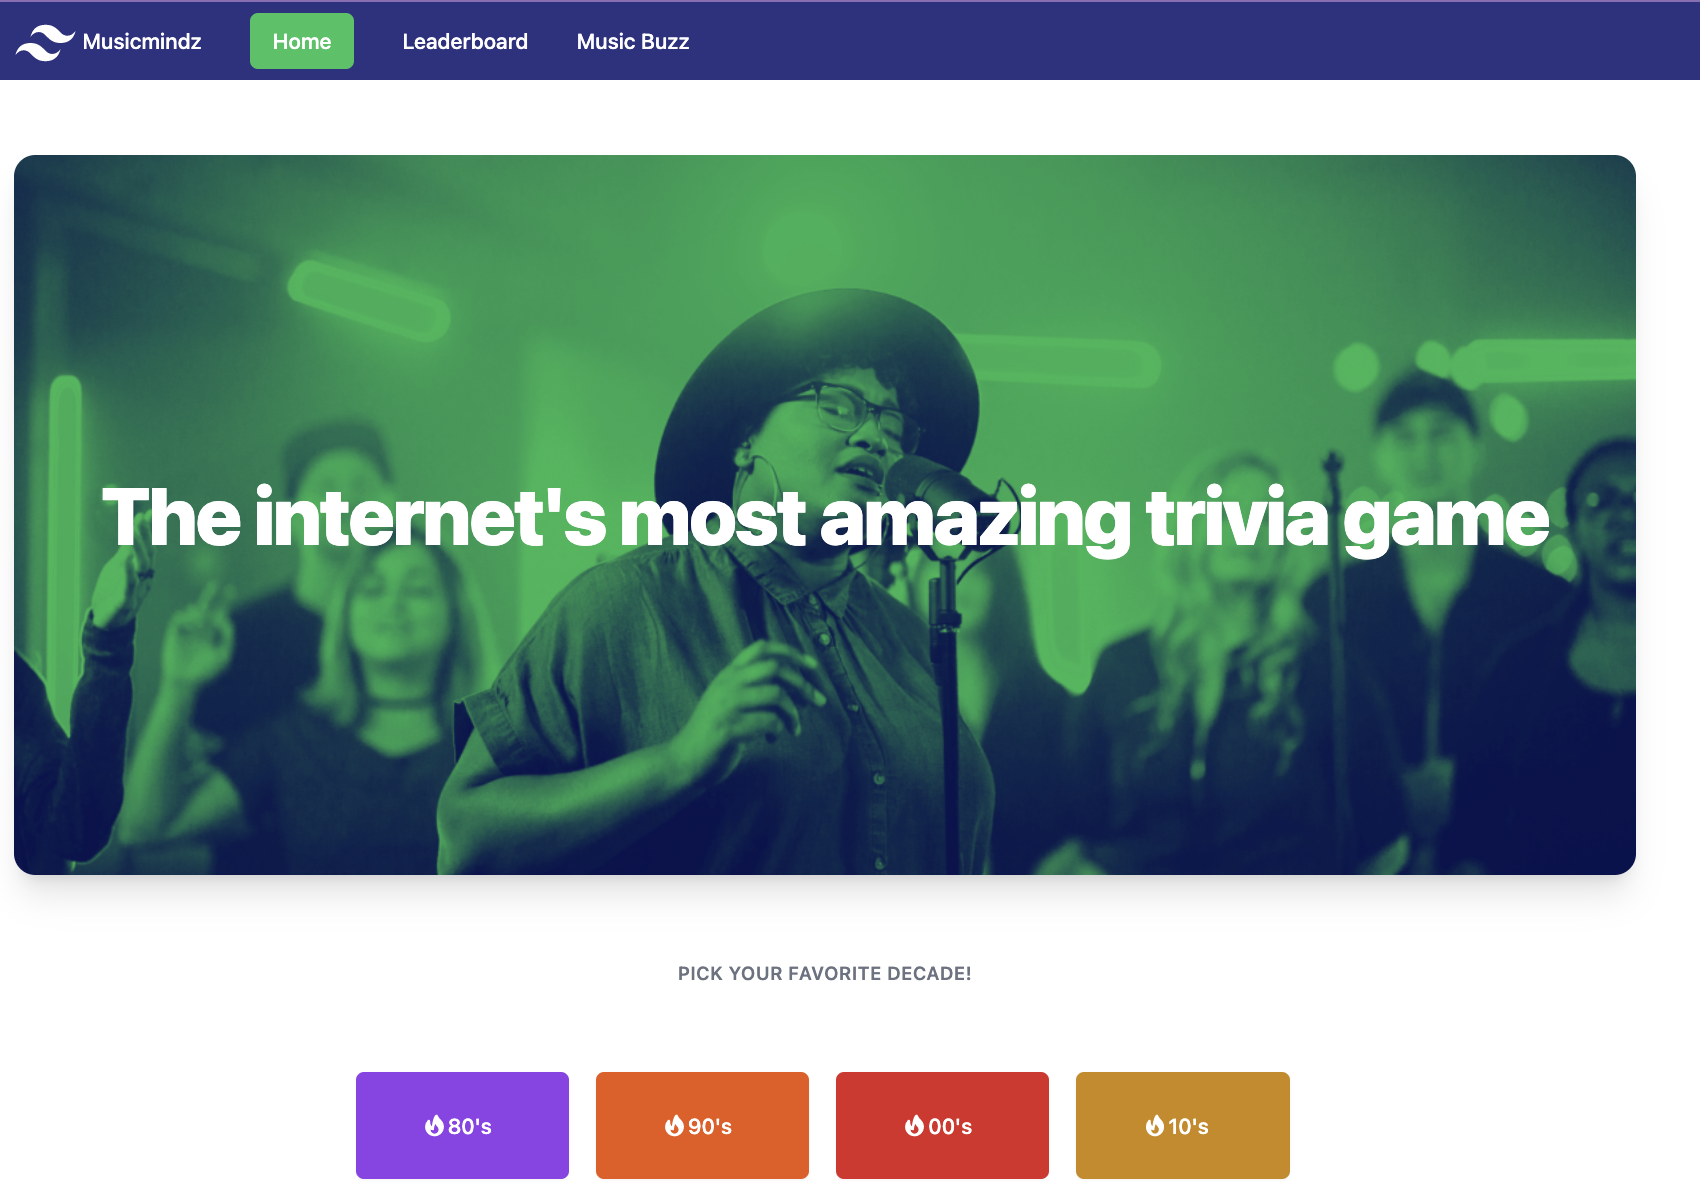 Musicmindz Home Leaderboard Music Buzz
The internet's most amazing trivia game
PICK YOUR FAVORITE DECADE!
80's 90's 00's 10's